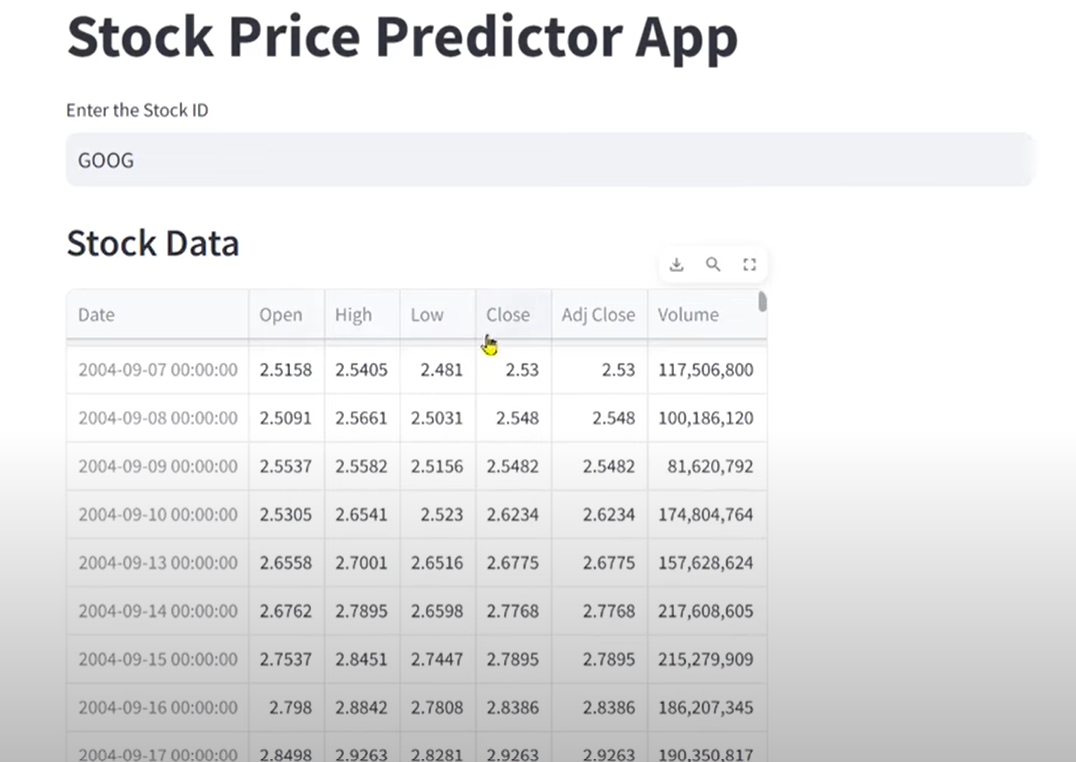 Stock Price Predictor App
Enter the Stock ID
GOOG
Stock Data
Date Open High Low Close Adj Close Volume
2004-09-07 00:00:00 2.5158 2.5405 2.481 2.53 2.53 117,506,800
2004-09-08 00:00:00 2.5091 2.5661 2.5031 2.548 2.548 100,186,120
2004-09-09 00:00:00 2.5537 2.5582 2.5156 2.5482 2.5482 81,620,792
2004-09-10 00:00:00 2.5305 2.6541 2.523 2.6234 2.6234 174,804,764
2004-09-13 00:00:00 2.6558 2.7001 2.6516 2.6775 2.6775 157,628,624
2004-09-14 00:00:00 2.6762 2.7895 2.6598 2.7768 2.7768 217,608,605
2004-09-15 00:00:00 2.7537 2.8451 2.7447 2.7895 2.7895 215,279,909
2004-09-16 00:00:00 2.798 2.8842 2.7808 2.8386 2.8386 186,207,345
2004-09-17 00:00:00 2.8498 2.9263 2.8281 2.9263 2.9263 190,350,817